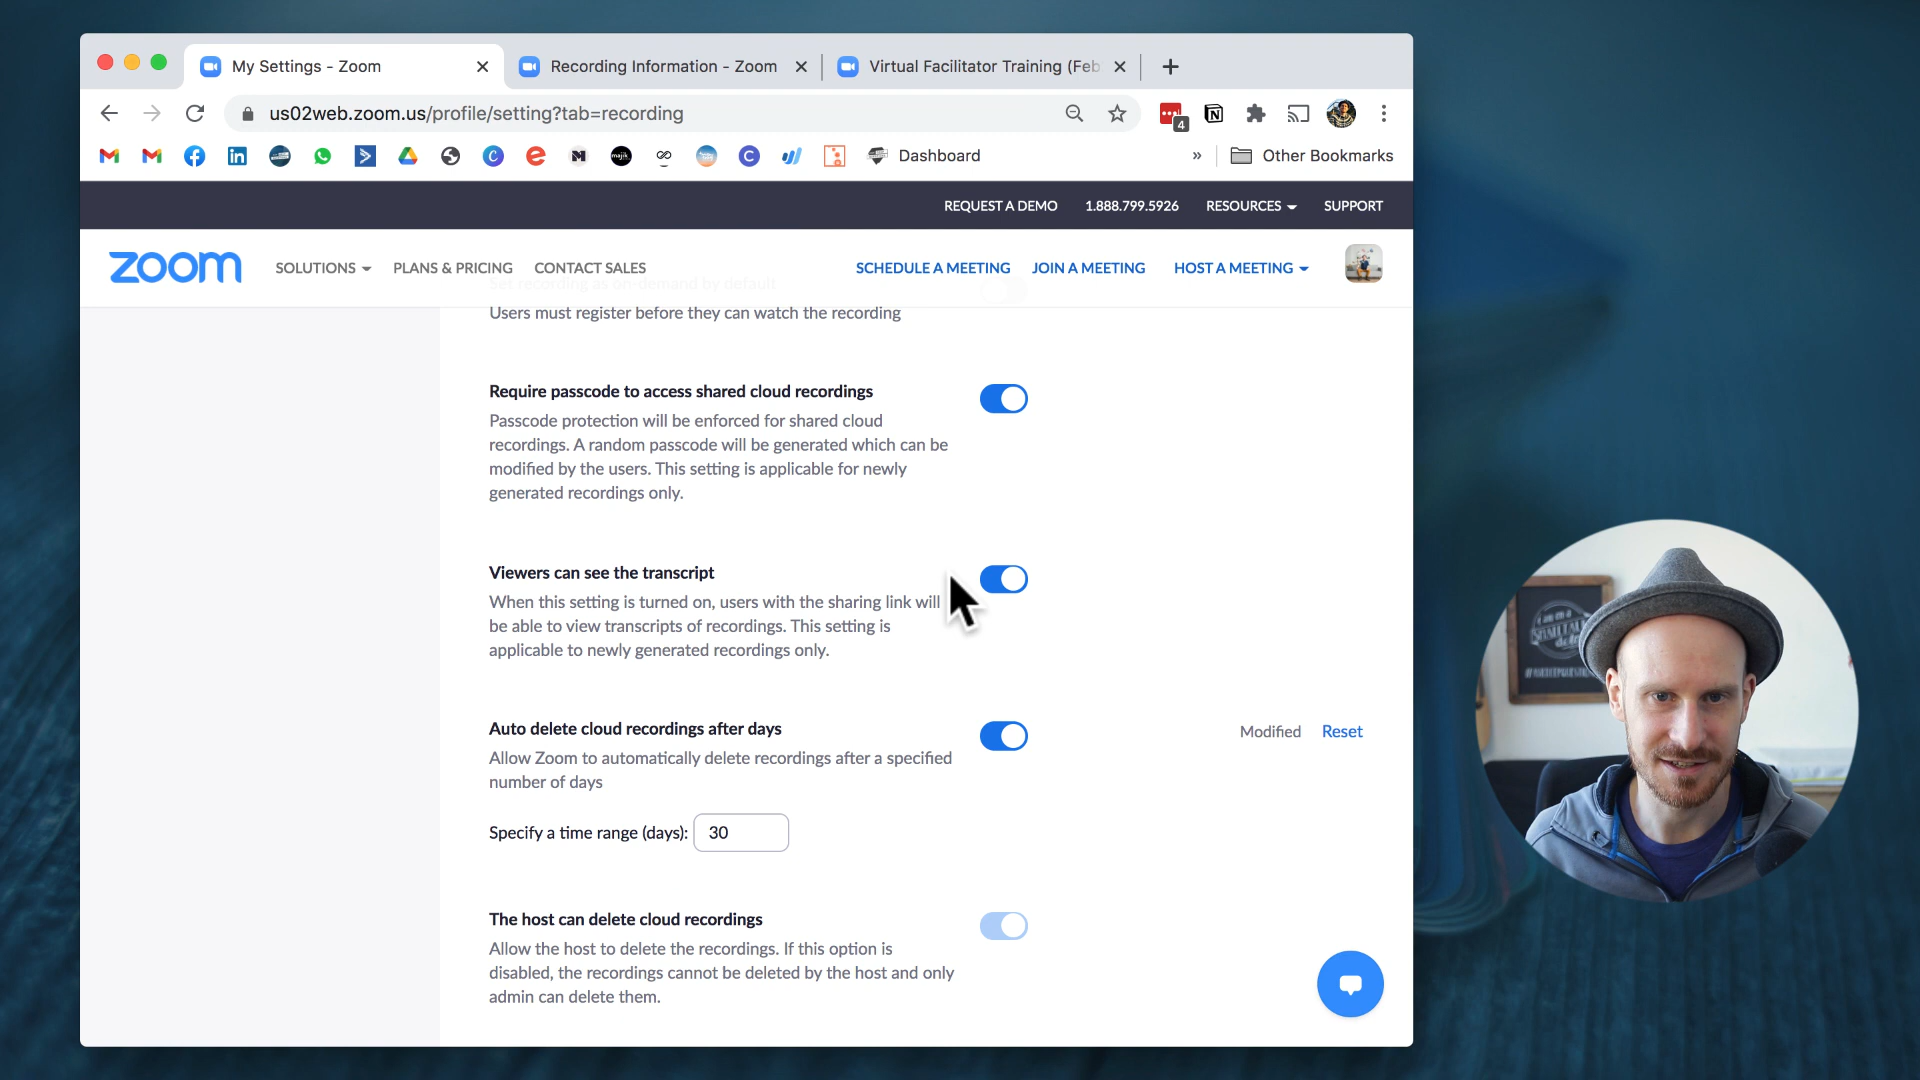 My Settings - Zoom
Recording Information - Zoom
Virtual Facilitator Training (Feb
us02web.zoom.us/profile/setting?tab=recording
4
Dashboard
»
Other Bookmarks
REQUEST A DEMO
1.888.799.5926
RESOURCES
SUPPORT
zoom
SOLUTIONS
PLANS & PRICING
CONTACT SALES
SCHEDULE A MEETING
JOIN A MEETING
HOST A MEETING
Set recording as on-demand by default
Users must register before they can watch the recording
Require passcode to access shared cloud recordings
Passcode protection will be enforced for shared cloud
recordings. A random passcode will be generated which can be
modified by the users. This setting is applicable for newly
generated recordings only.
Viewers can see the transcript
When this setting is turned on, users with the sharing link will
be able to view transcripts of recordings. This setting is
applicable to newly generated recordings only.
Auto delete cloud recordings after days
Modified
Reset
Allow Zoom to automatically delete recordings after a specified
number of days
Specify a time range (days): 30
The host can delete cloud recordings
Allow the host to delete the recordings. If this option is
disabled, the recordings cannot be deleted by the host and only
admin can delete them.